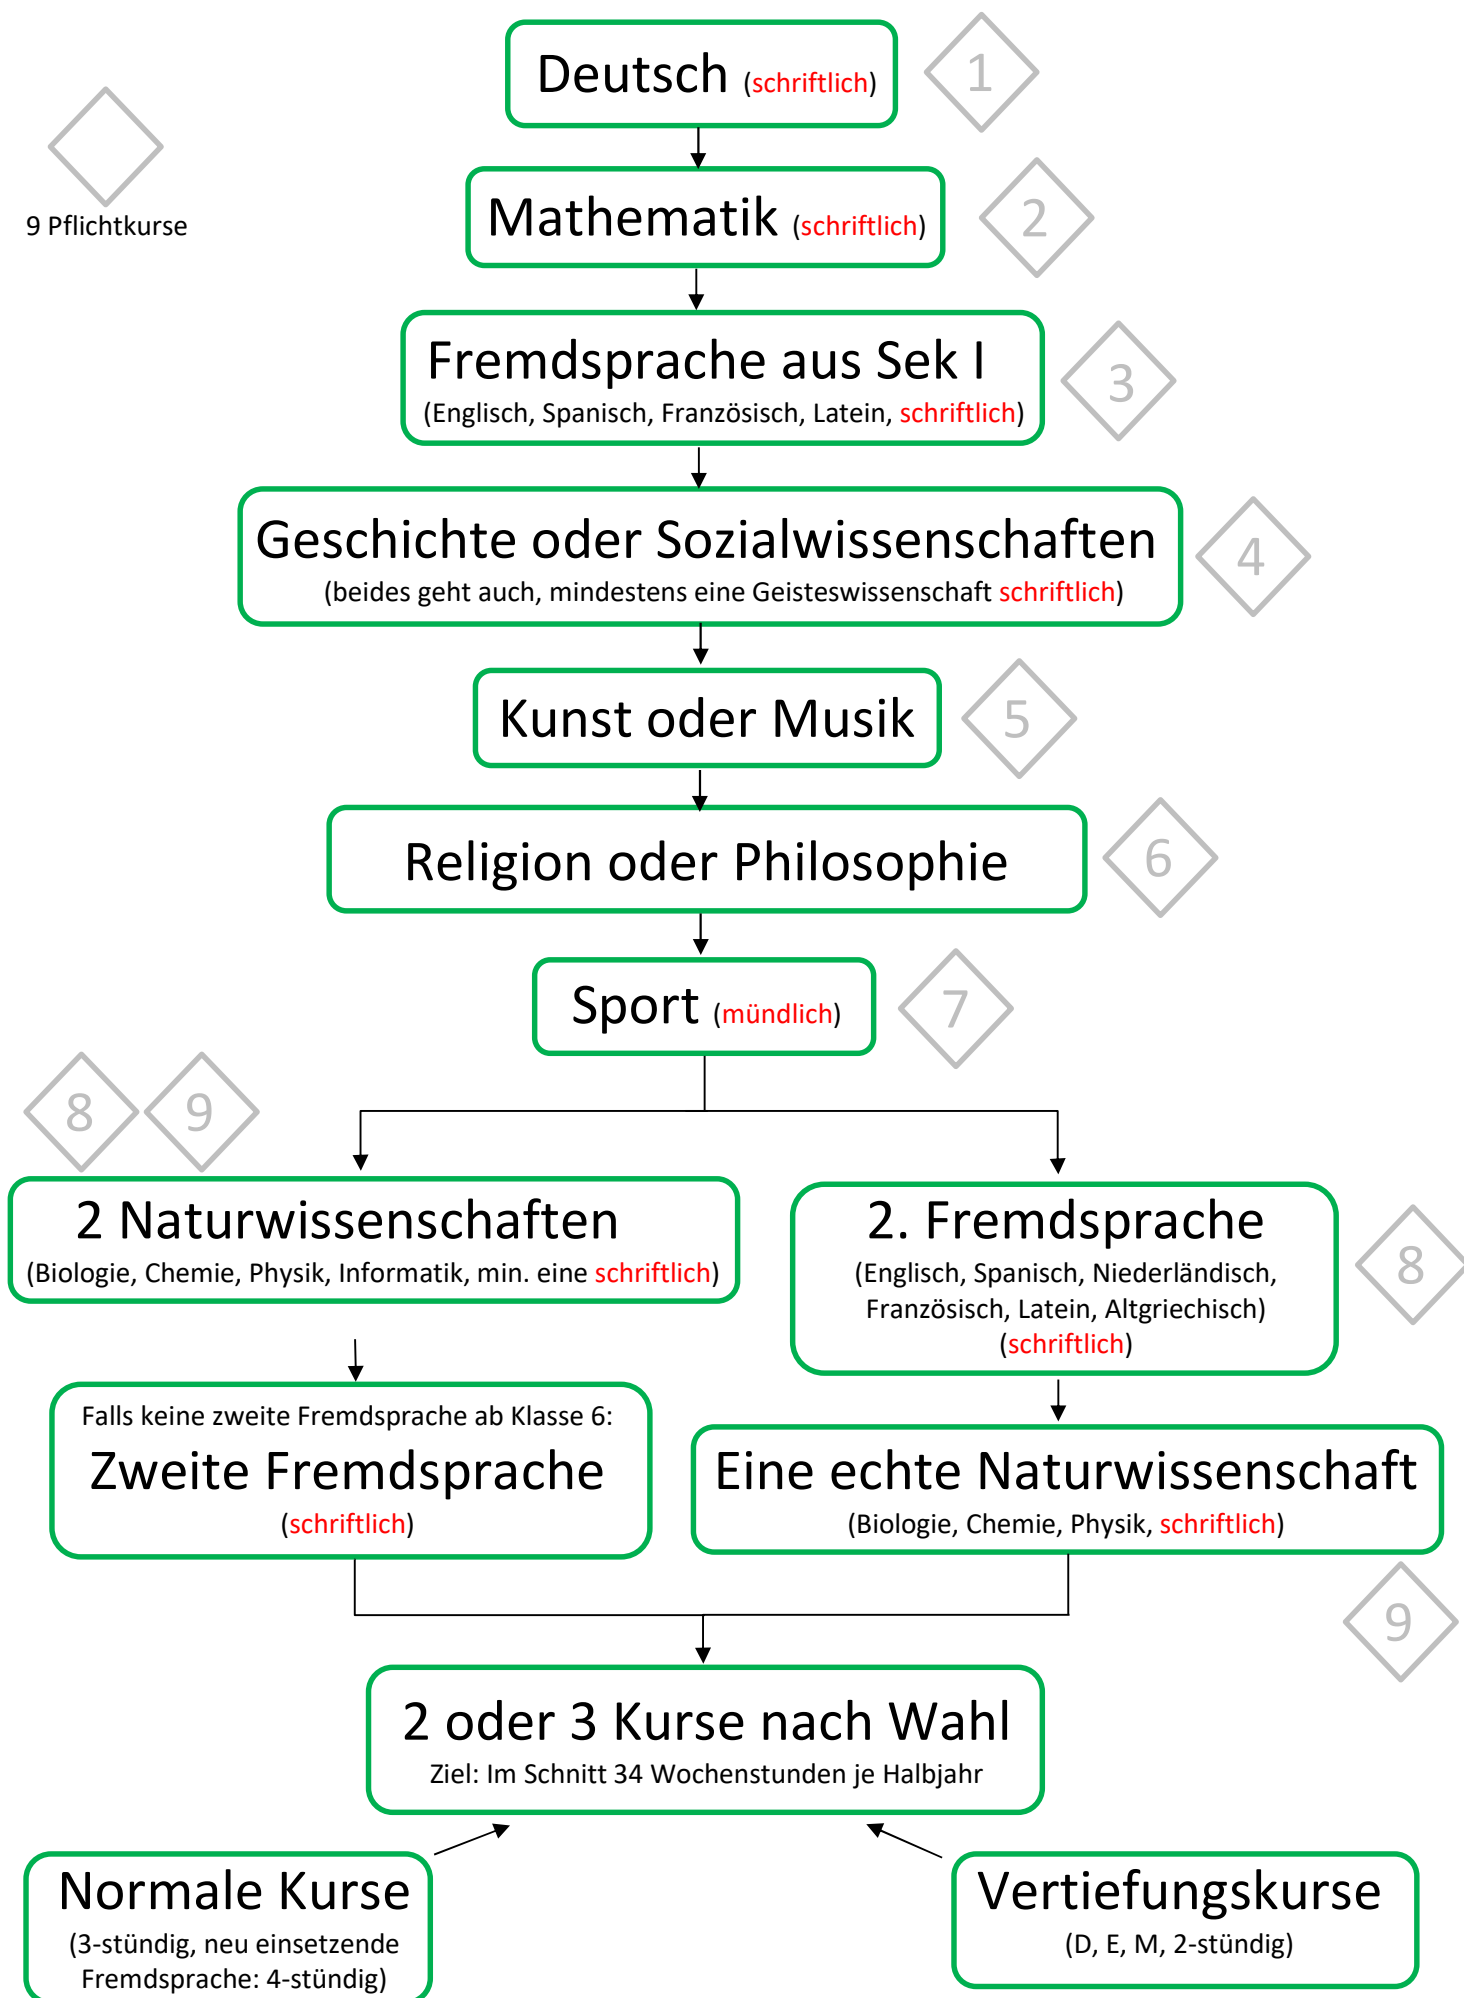 Deutsch (schriftlich)
1
9 Pflichtkurse
Mathematik (schriftlich)
2
Fremdsprache aus Sek I
(Englisch, Spanisch, Französisch, Latein, schriftlich)
3
Geschichte oder Sozialwissenschaften
(beides geht auch, mindestens eine Geisteswissenschaft schriftlich)
4
Kunst oder Musik
5
Religion oder Philosophie
6
Sport (mündlich)
7
8
9
2 Naturwissenschaften
(Biologie, Chemie, Physik, Informatik, min. eine schriftlich)
2. Fremdsprache
(Englisch, Spanisch, Niederländisch,
Französisch, Latein, Altgriechisch)
(schriftlich)
8
Falls keine zweite Fremdsprache ab Klasse 6:
Zweite Fremdsprache
(schriftlich)
Eine echte Naturwissenschaft
(Biologie, Chemie, Physik, schriftlich)
9
2 oder 3 Kurse nach Wahl
Ziel: Im Schnitt 34 Wochenstunden je Halbjahr
Normale Kurse
(3-stündig, neu einsetzende
Fremdsprache: 4-stündig)
Vertiefungskurse
(D, E, M, 2-stündig)